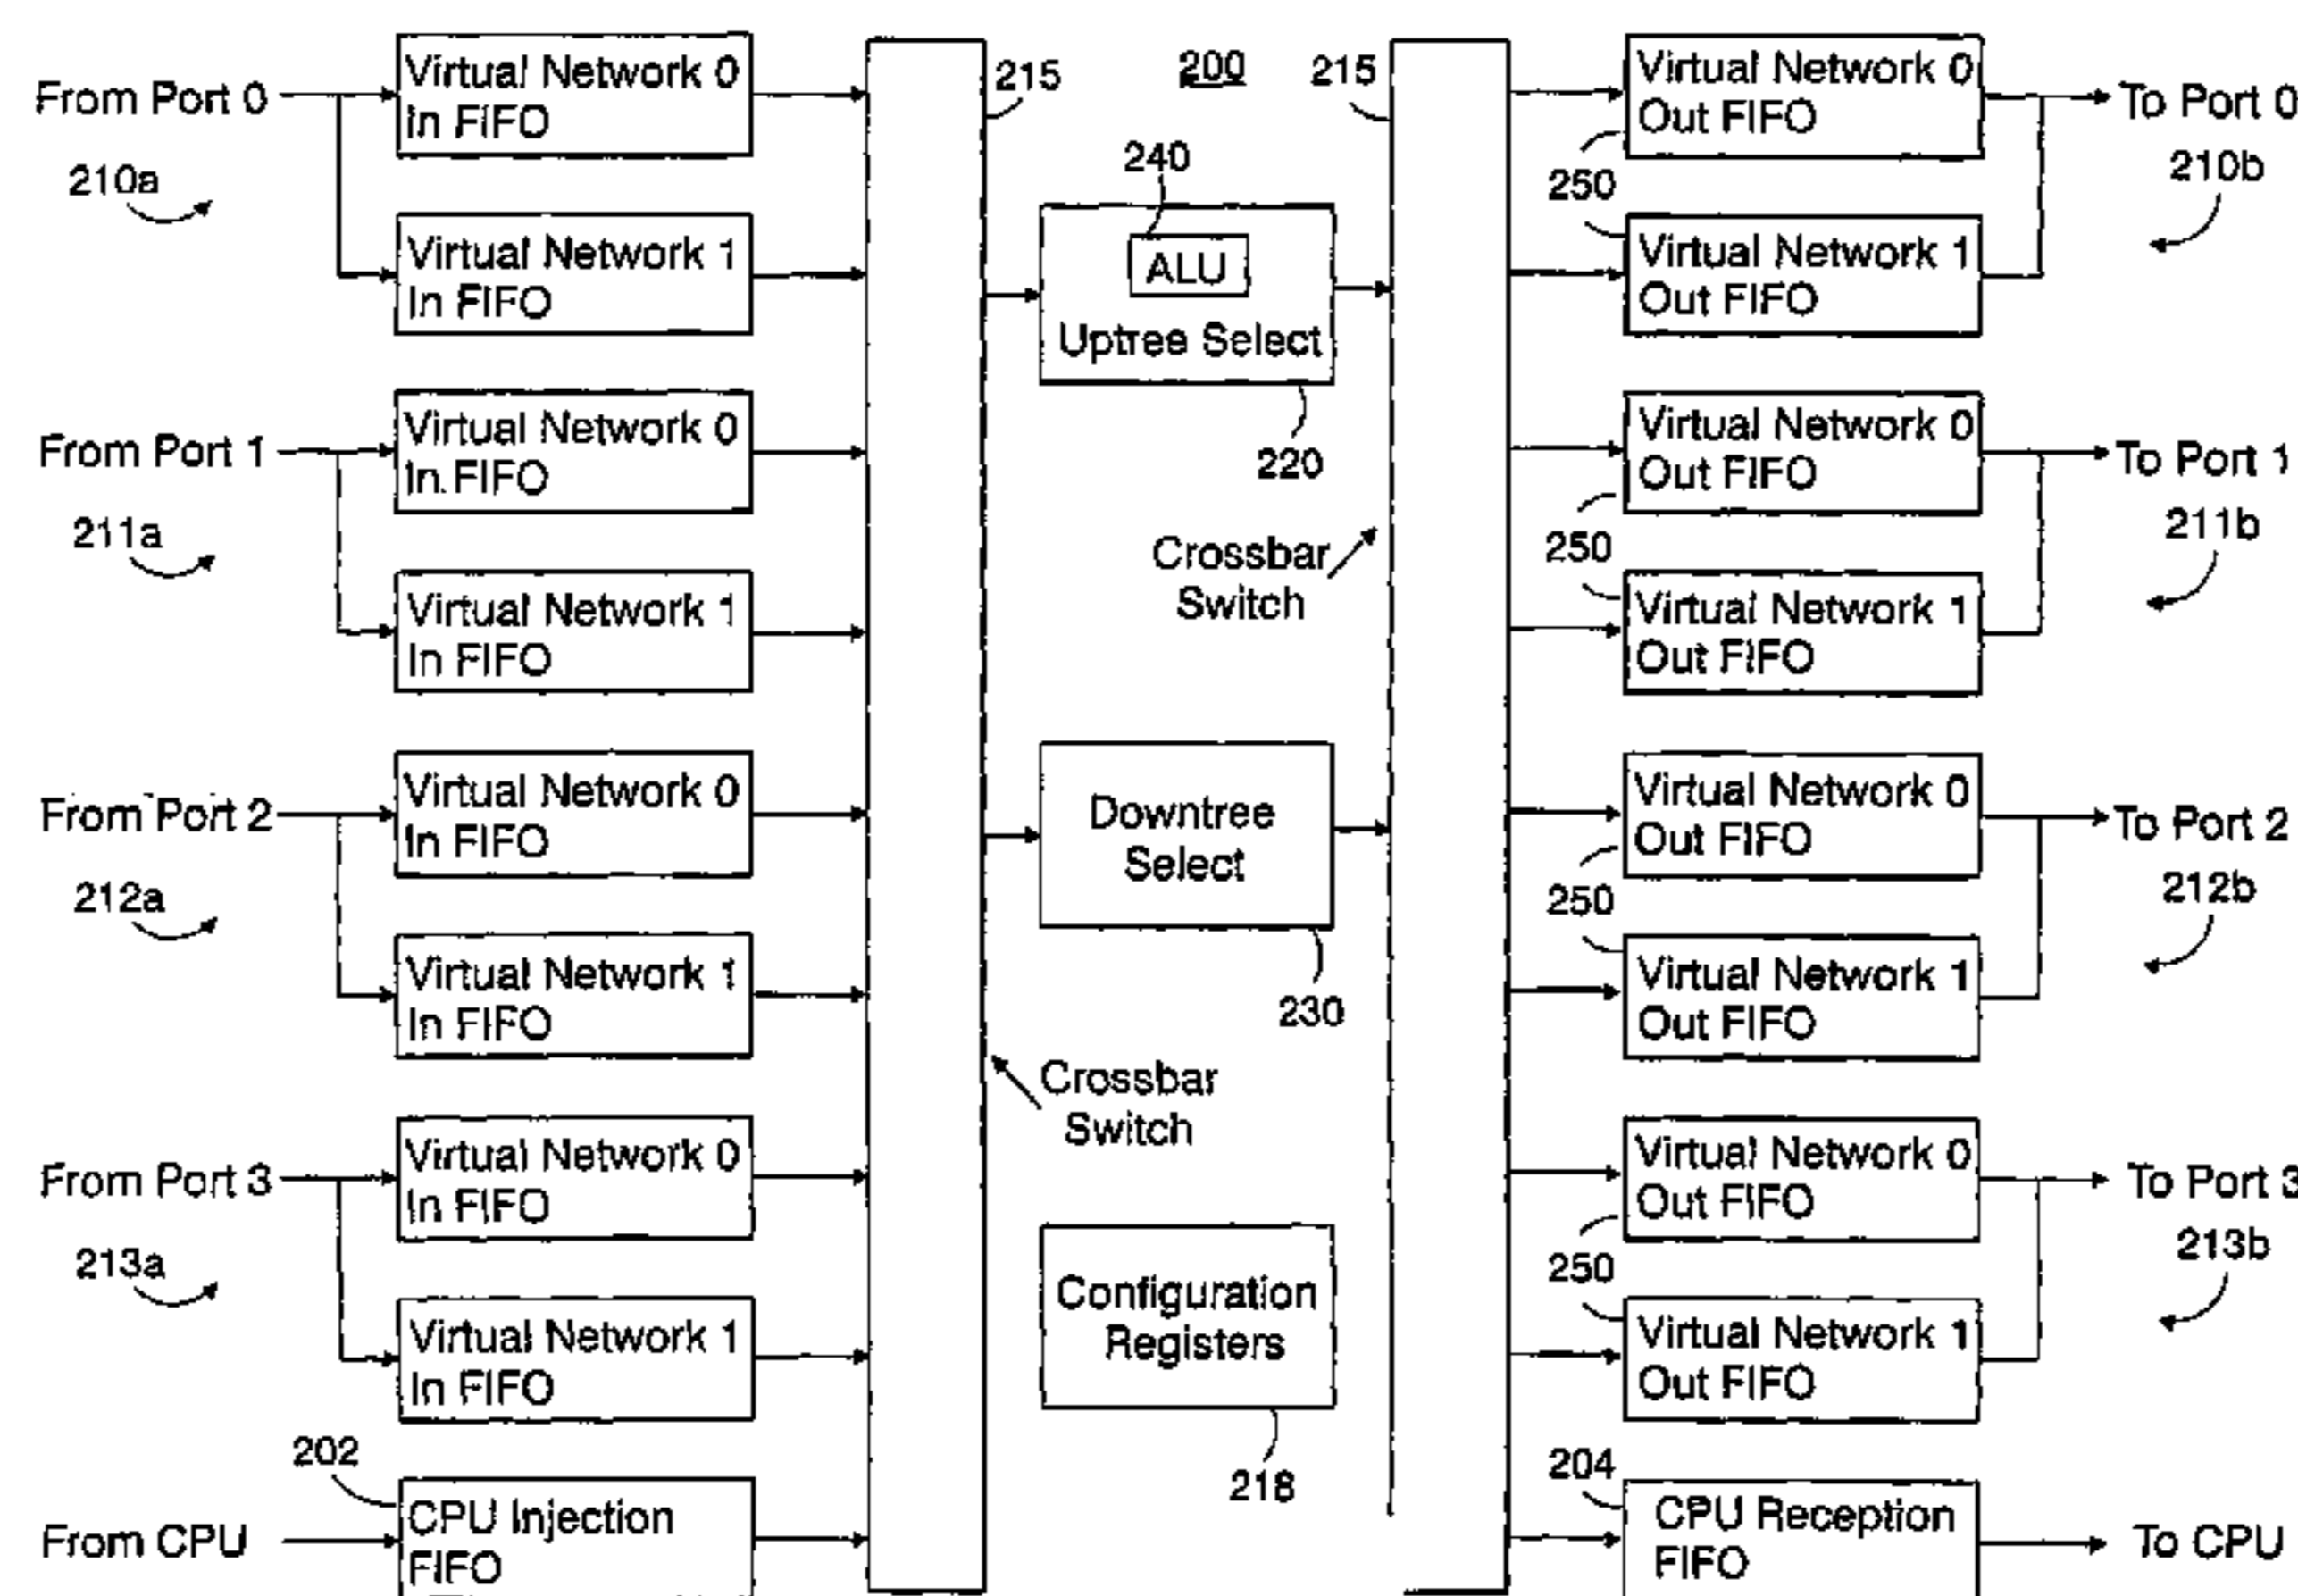 From Port 0
210a
Virtual Network 0
In FIFO
Virtual Network 1
In FIFO
From Port 1
211a
Virtual Network 0
In FIFO
Virtual Network 1
In FIFO
From Port 2
212a
Virtual Network 0
In FIFO
Virtual Network 1
In FIFO
From Port 3
213a
Virtual Network 0
In FIFO
Virtual Network 1
In FIFO
202
From CPU
CPU Injection
FIFO
215
200
215
240
ALU
Uptree Select
220
Crossbar
Switch
Downtree
Select
230
Crossbar
Switch
Configuration
Registers
218
Virtual Network 0
Out FIFO
250
Virtual Network 1
Out FIFO
To Port 0
210b
Virtual Network 0
Out FIFO
250
Virtual Network 1
Out FIFO
To Port 1
211b
Virtual Network 0
Out FIFO
250
Virtual Network 1
Out FIFO
To Port 2
212b
Virtual Network 0
Out FIFO
250
Virtual Network 1
Out FIFO
To Port 3
213b
204
CPU Reception
FIFO
To CPU